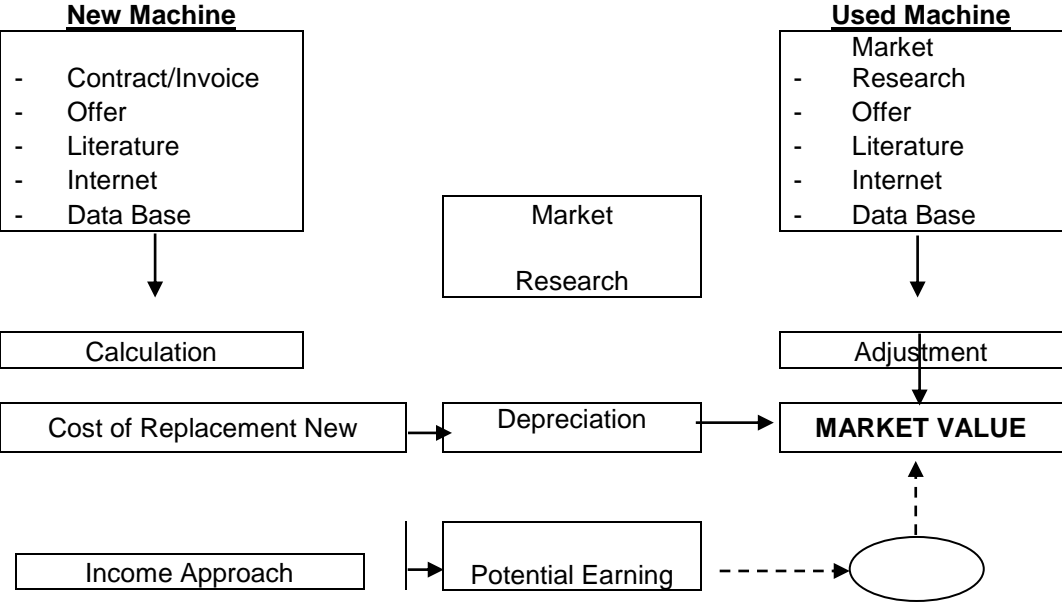 New Machine
- Contract/Invoice
- Offer
- Literature
- Internet
- Data Base
Used Machine
Market
- Research
- Offer
- Literature
- Internet
- Data Base
Market
Research
Calculation
Adjustment
Cost of Replacement New
Depreciation
MARKET VALUE
Income Approach
Potential Earning